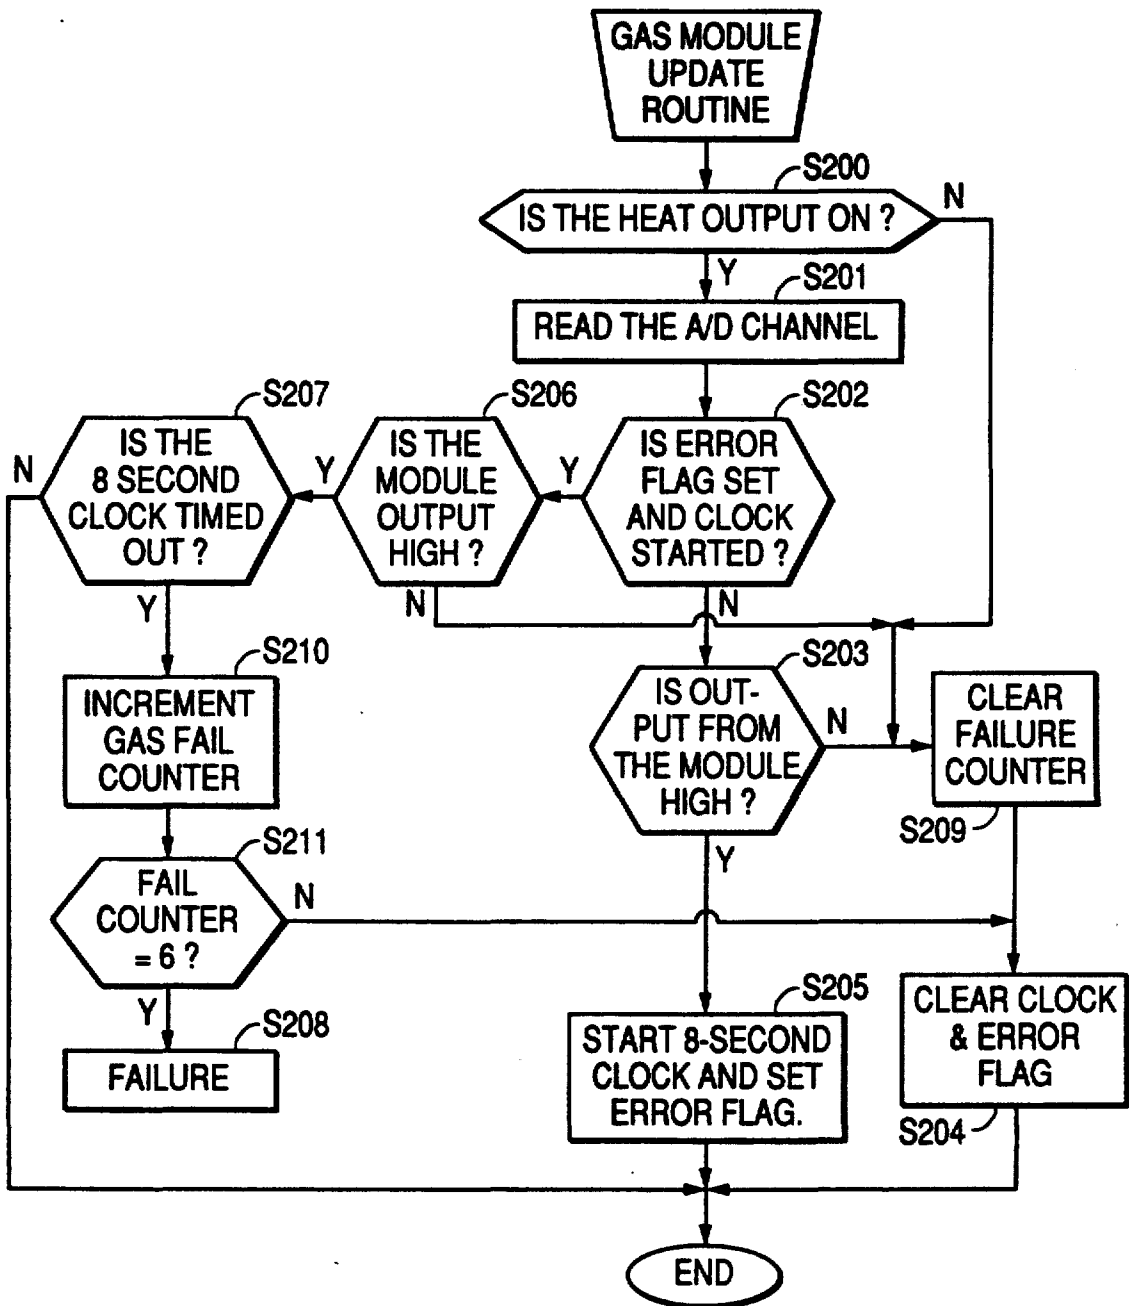 GAS MODULE
UPDATE
ROUTINE
S200
IS THE HEAT OUTPUT ON ?
N
Y
S201
READ THE A/D CHANNEL
S202
IS ERROR
FLAG SET
AND CLOCK
STARTED ?
Y
N
S206
IS THE
MODULE
OUTPUT
HIGH ?
Y
N
S207
IS THE
8 SECOND
CLOCK TIMED
OUT ?
N
Y
S203
IS OUT-
PUT FROM
THE MODULE
HIGH ?
N
Y
CLEAR
FAILURE
COUNTER
S209
S210
INCREMENT
GAS FAIL
COUNTER
S211
FAIL
COUNTER
= 6 ?
N
Y
S208
FAILURE
S205
START 8-SECOND
CLOCK AND SET
ERROR FLAG.
CLEAR CLOCK
& ERROR
FLAG
S204
END